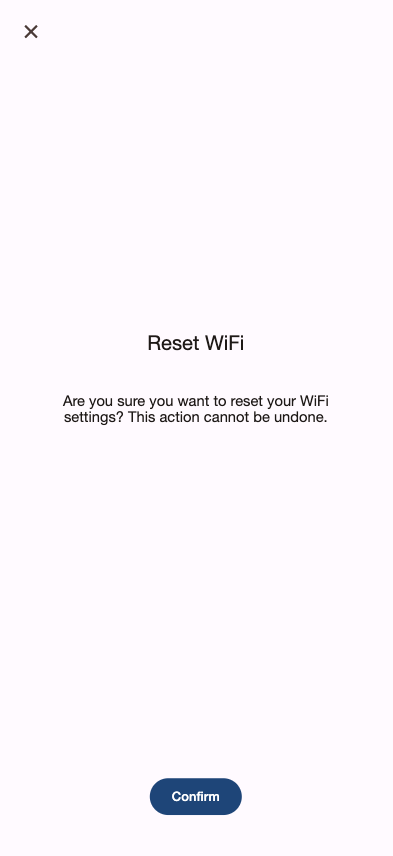 Reset WiFi
Are you sure you want to reset your WiFi
settings? This action cannot be undone.
Confirm